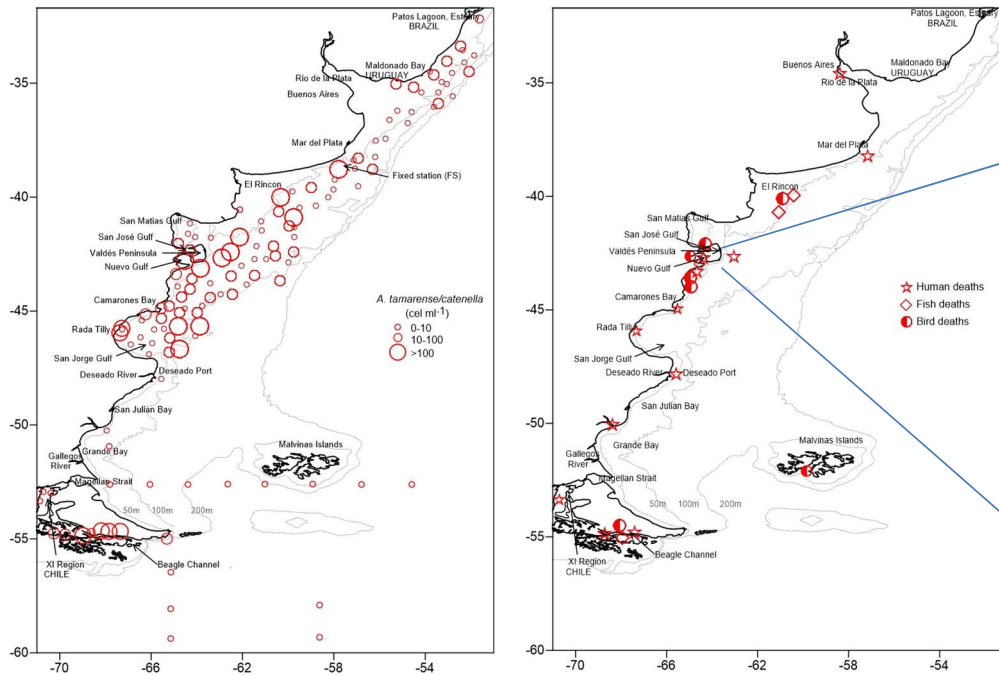 Patos Lagoon, Estuary
BRAZIL
Maldonado Bay
URUGUAY
Rio de la Plata
Buenos Aires
Mar del Plata
Fixed station (FS)
El Rincon
San Matias Gulf
San José Gulf
Valdés Peninsula
Nuevo Gulf
Camarones Bay
Rada Tilly
San Jorge Gulf
Deseado River
Deseado Port
San Julian Bay
Grande Bay
Gallegos
River
Magellan Strait
Malvinas Islands
50m 100m 200m
Beagle Channel
XI Region
CHILE
A. tamarense/catenella
(cel ml-1)
0-10
10-100
>100
-35
-40
-45
-50
-55
-60
-70 -66 -62 -58 -54
Patos Lagoon, Estuary
BRAZIL
Maldonado Bay
URUGUAY
Buenos Aires
Rio de la Plata
Mar del Plata
El Rincon
San Matias Gulf
San José Gulf
Valdés Peninsula
Nuevo Gulf
Camarones Bay
Rada Tilly
San Jorge Gulf
Deseado River
Deseado Port
San Julian Bay
Grande Bay
Gallegos
River
Magellan Strait
Malvinas Islands
50m 100m 200m
Beagle Channel
XI Region
CHILE
Human deaths
Fish deaths
Bird deaths
-35
-40
-45
-50
-55
-60
-70 -66 -62 -58 -54